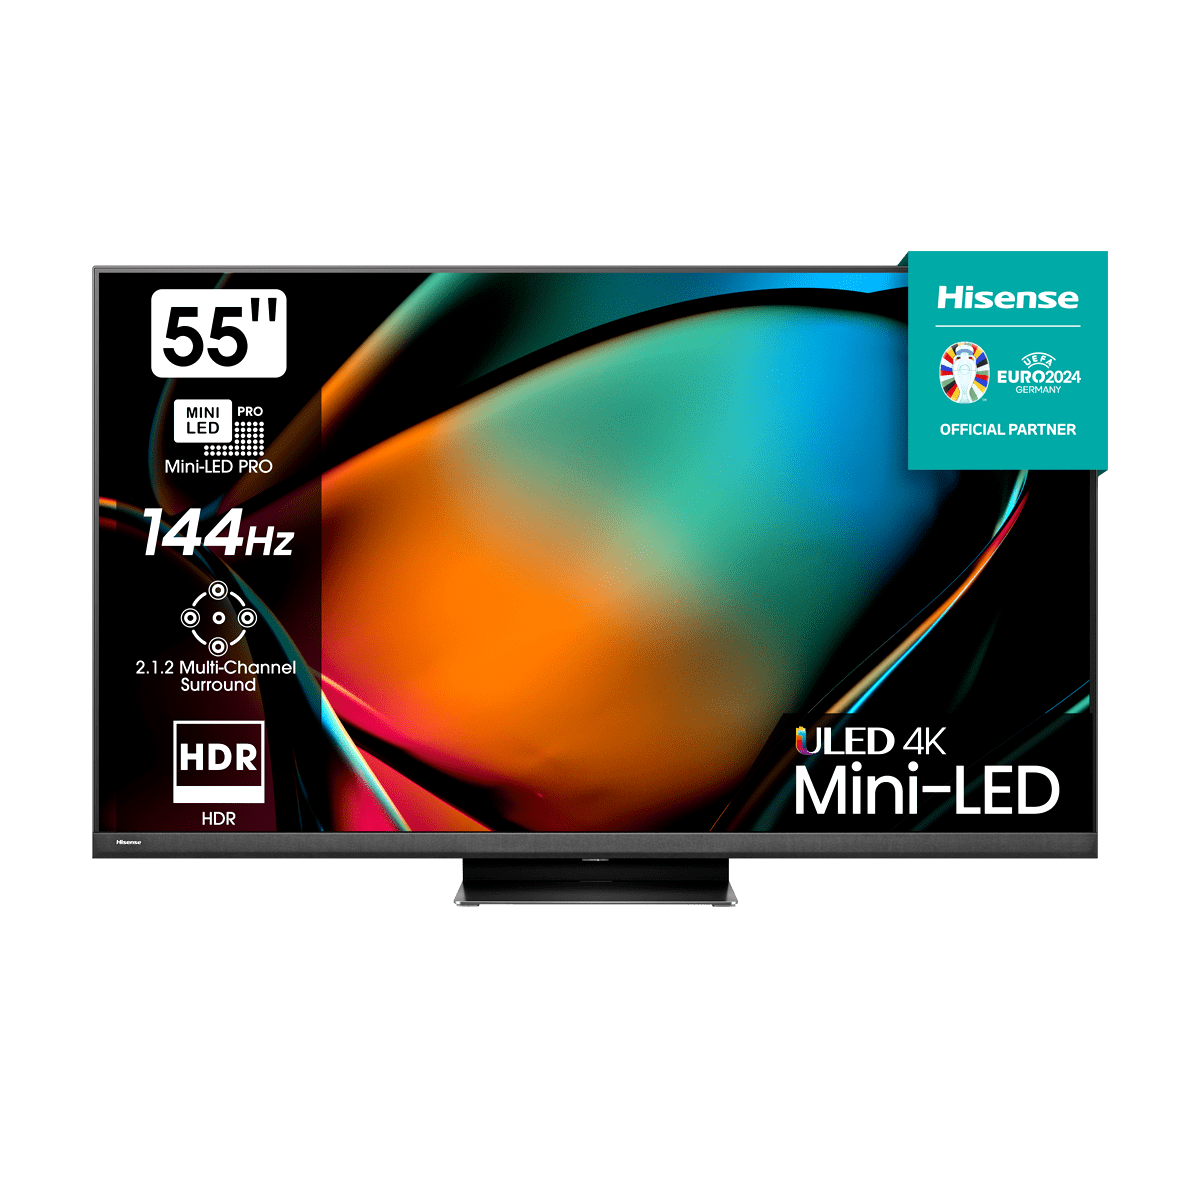 55"
MINI
LED
PRO
Mini-LED PRO
144Hz
2.1.2 Multi-Channel
Surround
HDR
HDR
Hisense
Hisense
UEFA
EURO2024
GERMANY
OFFICIAL PARTNER
ULED 4K
Mini-LED